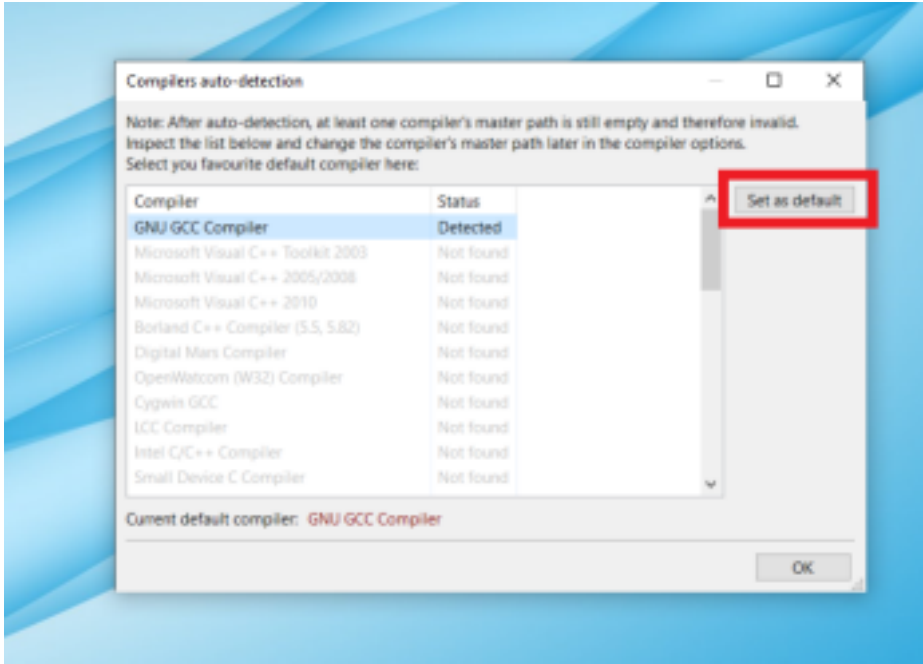 Compilers auto-detection
Note: After auto-detection, at least one compiler's master path is still empty and therefore invalid.
Inspect the list below and change the compiler's master path later in the compiler options.
Select you favourite default compiler here:
Compiler Status
Set as default
GNU GCC Compiler Detected
Microsoft Visual C++ Toolkit 2003 Not found
Microsoft Visual C++ 2005/2008 Not found
Microsoft Visual C++ 2010 Not found
Borland C++ Compiler (5.5, 5.82) Not found
Digital Mars Compiler Not found
OpenWatcom (W32) Compiler Not found
Cygwin GCC Not found
LCC Compiler Not found
Intel C/C++ Compiler Not found
Small Device C Compiler Not found
Current default compiler: GNU GCC Compiler
OK